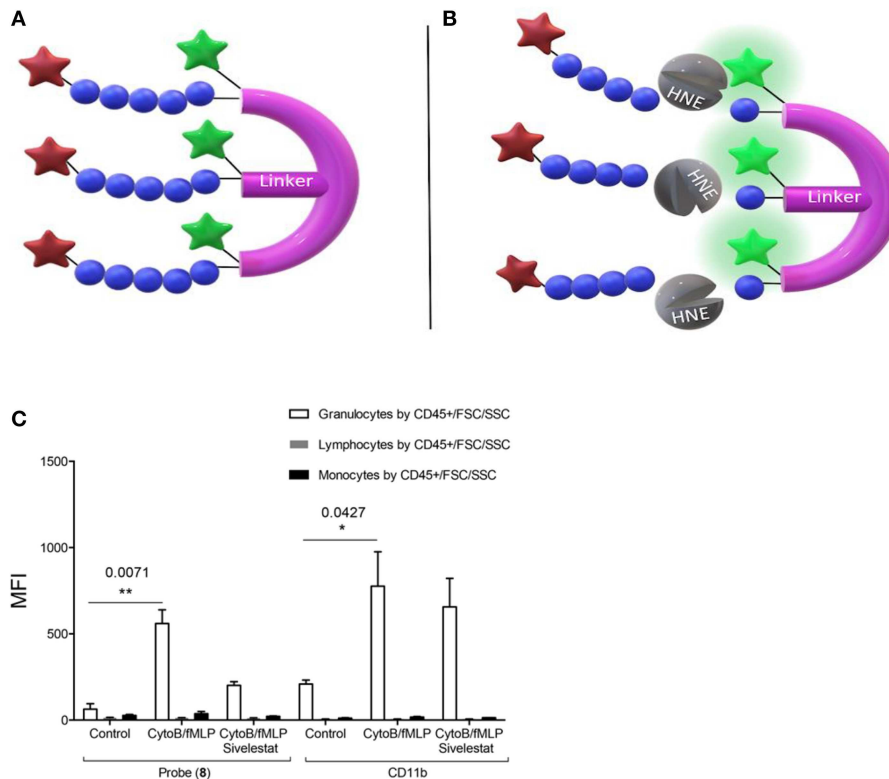 A
B
Linker
HNE
HNE
HNE
Linker
C
Granulocytes by CD45+/FSC/SSC
Lymphocytes by CD45+/FSC/SSC
Monocytes by CD45+/FSC/SSC
MFI
1500
1000
500
0
0.0071
**
0.0427
*
Control
CytoB/fMLP
CytoB/fMLP
Sivelestat
Control
CytoB/fMLP
CytoB/fMLP
Sivelestat
Probe (8)
CD11b